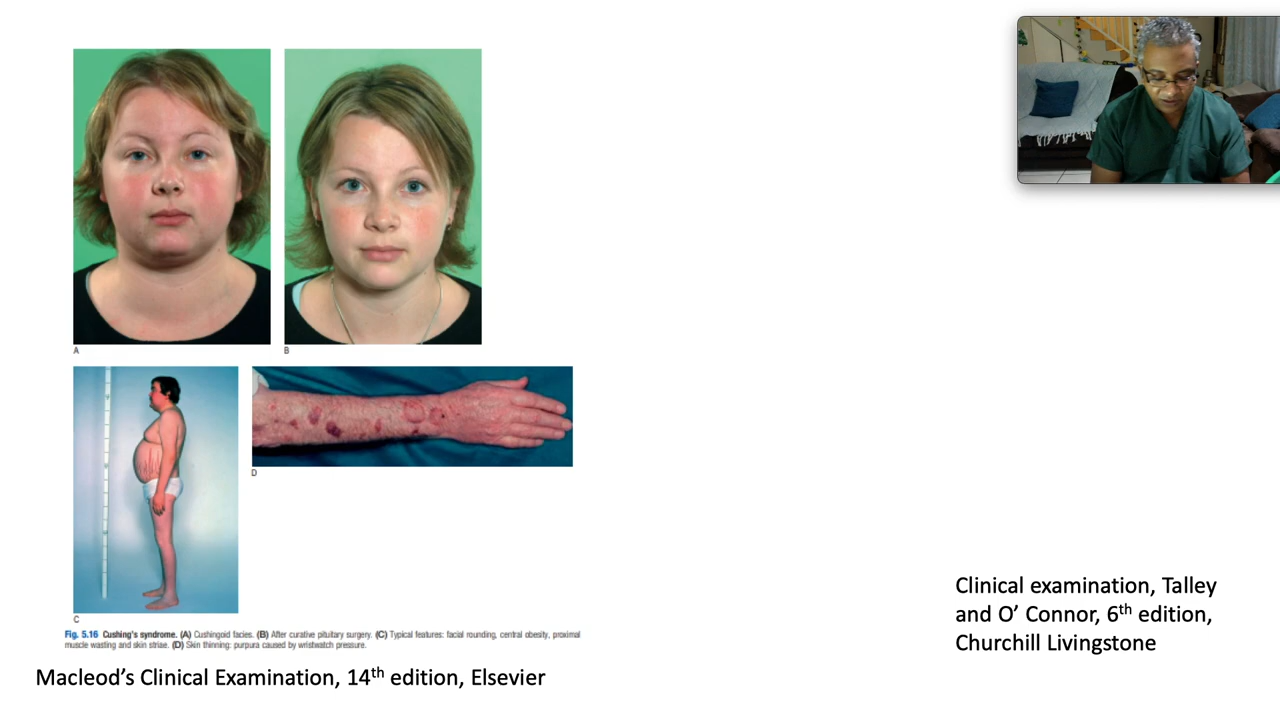 A
B
C
D
Fig. 5.16 Cushing's syndrome. (A) Cushingoid facies. (B) After curative pituitary surgery. (C) Typical features: facial rounding, central obesity, proximal
muscle wasting and skin striae. (D) Skin thinning: purpura caused by wristwatch pressure.
Macleod’s Clinical Examination, 14th edition, Elsevier
Clinical examination, Talley
and O’ Connor, 6th edition,
Churchill Livingstone